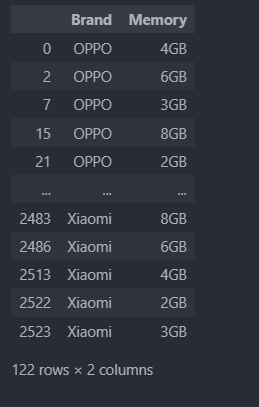 Brand Memory
0 OPPO 4GB
2 OPPO 6GB
7 OPPO 3GB
15 OPPO 8GB
21 OPPO 2GB
... ... ...
2483 Xiaomi 8GB
2486 Xiaomi 6GB
2513 Xiaomi 4GB
2522 Xiaomi 2GB
2523 Xiaomi 3GB
122 rows × 2 columns